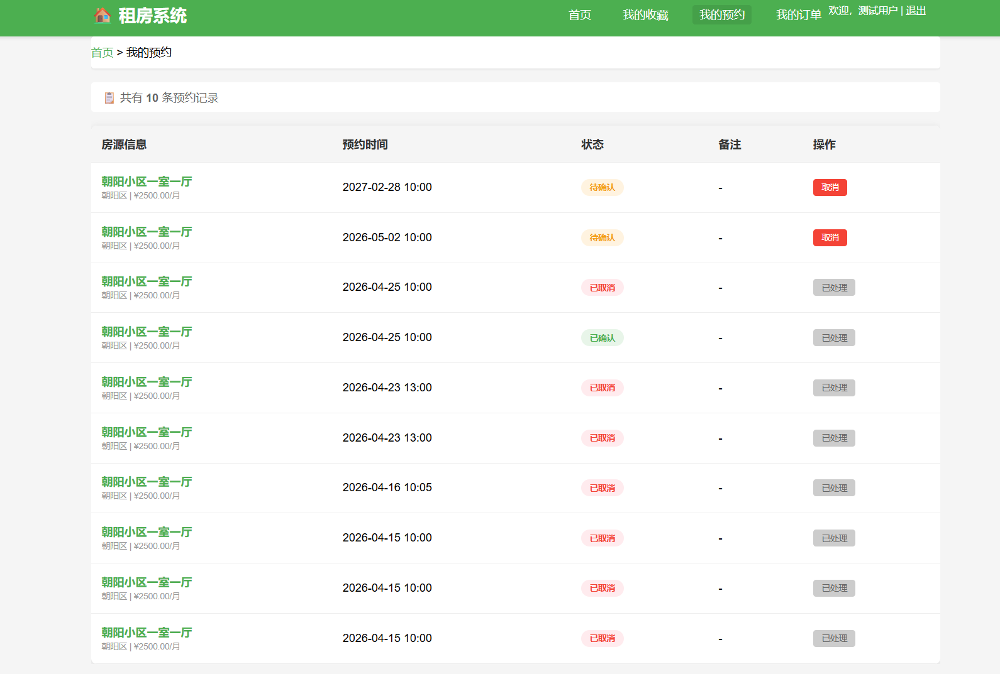 租房系统
首页 我的收藏 我的预约 我的订单 欢迎，测试用户 | 退出
首页 > 我的预约
共有 10 条预约记录
房源信息 预约时间 状态 备注 操作
朝阳小区一室一厅
朝阳区 | ¥2500.00/月
2027-02-28 10:00 待确认 - 取消
朝阳小区一室一厅
朝阳区 | ¥2500.00/月
2026-05-02 10:00 待确认 - 取消
朝阳小区一室一厅
朝阳区 | ¥2500.00/月
2026-04-25 10:00 已取消 - 已处理
朝阳小区一室一厅
朝阳区 | ¥2500.00/月
2026-04-25 10:00 已确认 - 已处理
朝阳小区一室一厅
朝阳区 | ¥2500.00/月
2026-04-23 13:00 已取消 - 已处理
朝阳小区一室一厅
朝阳区 | ¥2500.00/月
2026-04-23 13:00 已取消 - 已处理
朝阳小区一室一厅
朝阳区 | ¥2500.00/月
2026-04-16 10:05 已取消 - 已处理
朝阳小区一室一厅
朝阳区 | ¥2500.00/月
2026-04-15 10:00 已取消 - 已处理
朝阳小区一室一厅
朝阳区 | ¥2500.00/月
2026-04-15 10:00 已取消 - 已处理
朝阳小区一室一厅
朝阳区 | ¥2500.00/月
2026-04-15 10:00 已取消 - 已处理